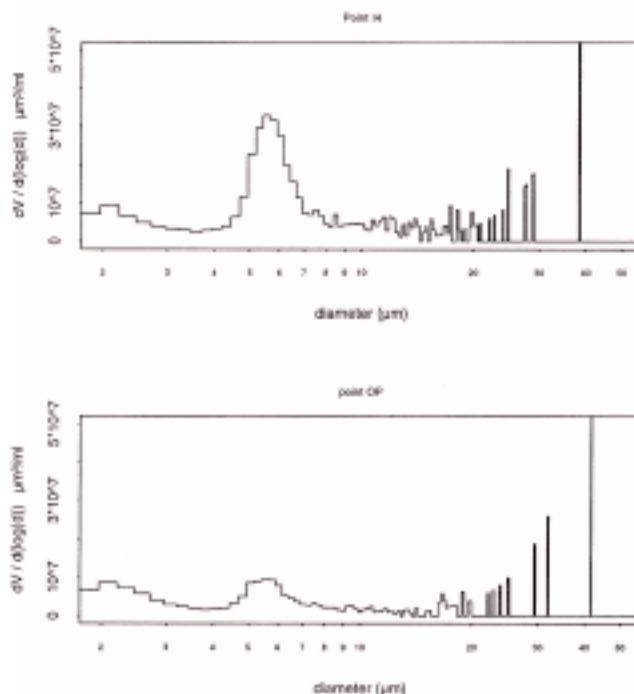 Point H
dV / d(log(d)) µm³/ml
5*10^7
3*10^7
10^7
0
2 3 4 5 6 7 8 9 10 20 30 40 50
diameter (µm)
point OP
dV / d(log(d)) µm³/ml
5*10^7
3*10^7
10^7
0
2 3 4 5 6 7 8 9 10 20 30 40 50
diameter (µm)